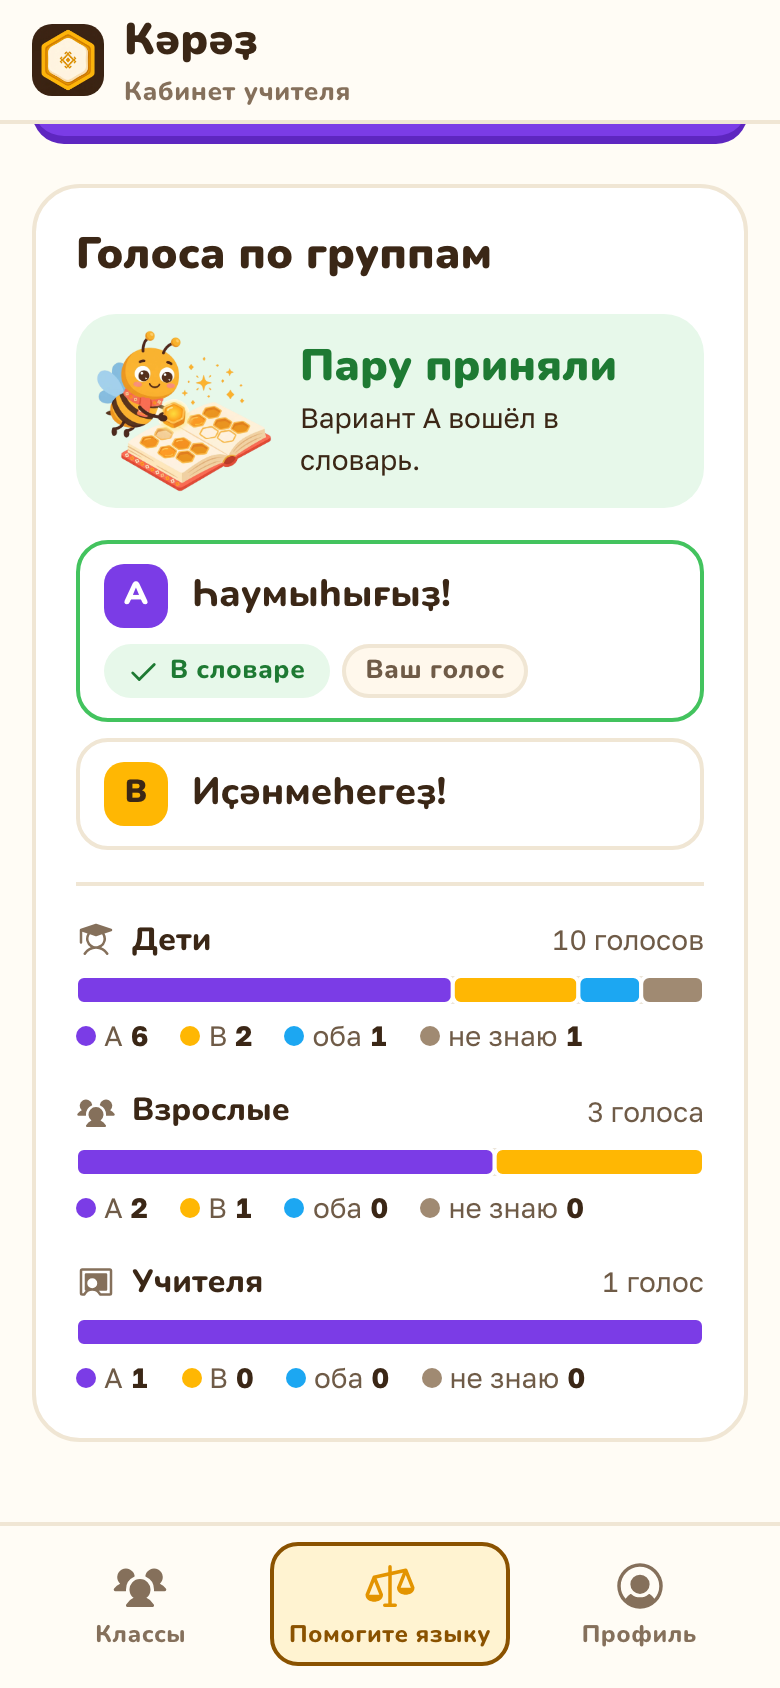 Кәрәҙ
Кабинет учителя
Голоса по группам
Пару приняли
Вариант A вошёл в
словарь.
A Һаумыһығыҙ!
В словаре Ваш голос
B Иҫәнмеһегеҙ!
Дети 10 голосов
A 6 B 2 оба 1 не знаю 1
Взрослые 3 голоса
A 2 B 1 оба 0 не знаю 0
Учителя 1 голос
A 1 B 0 оба 0 не знаю 0
Классы Помогите языку Профиль